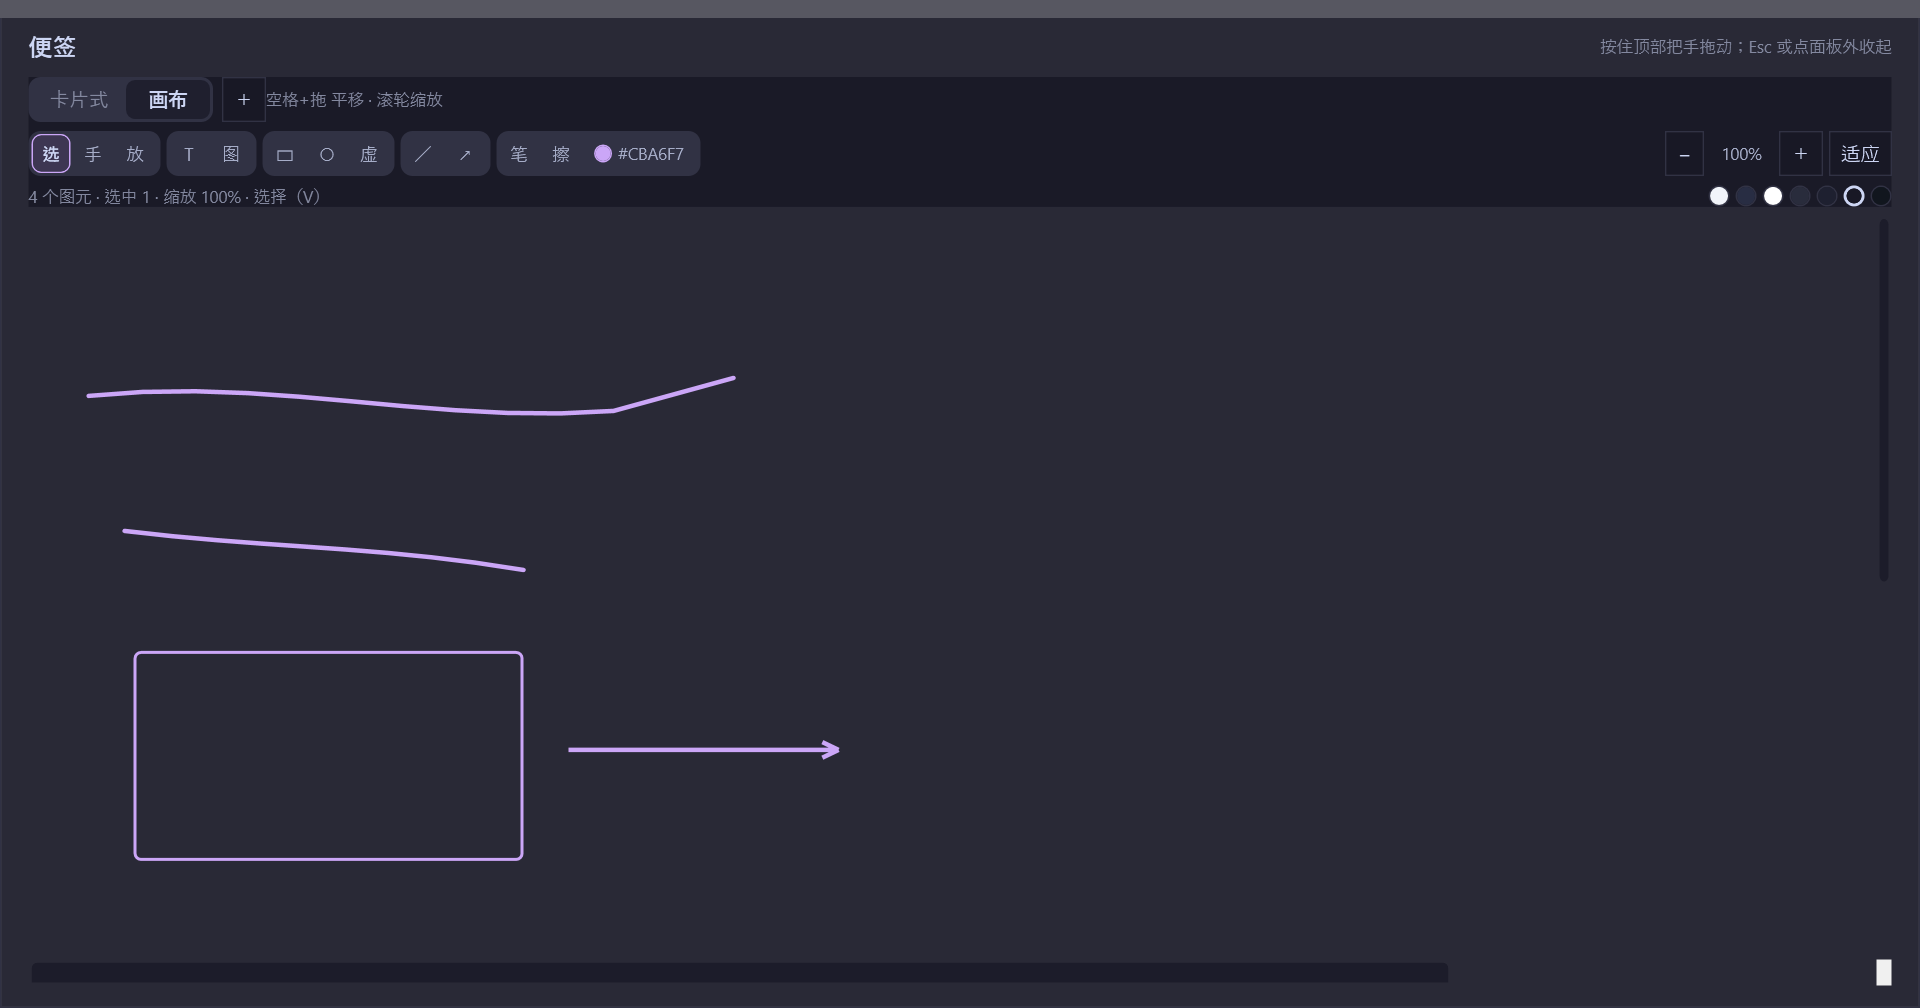 便签
按住顶部把手拖动；Esc 或点面板外收起
卡片式 画布 + 空格+拖 平移 · 滚轮缩放
选 手 放 T 图 虚 笔 擦 #CBA6F7 − 100% + 适应
4 个图元 · 选中 1 · 缩放 100% · 选择（V）